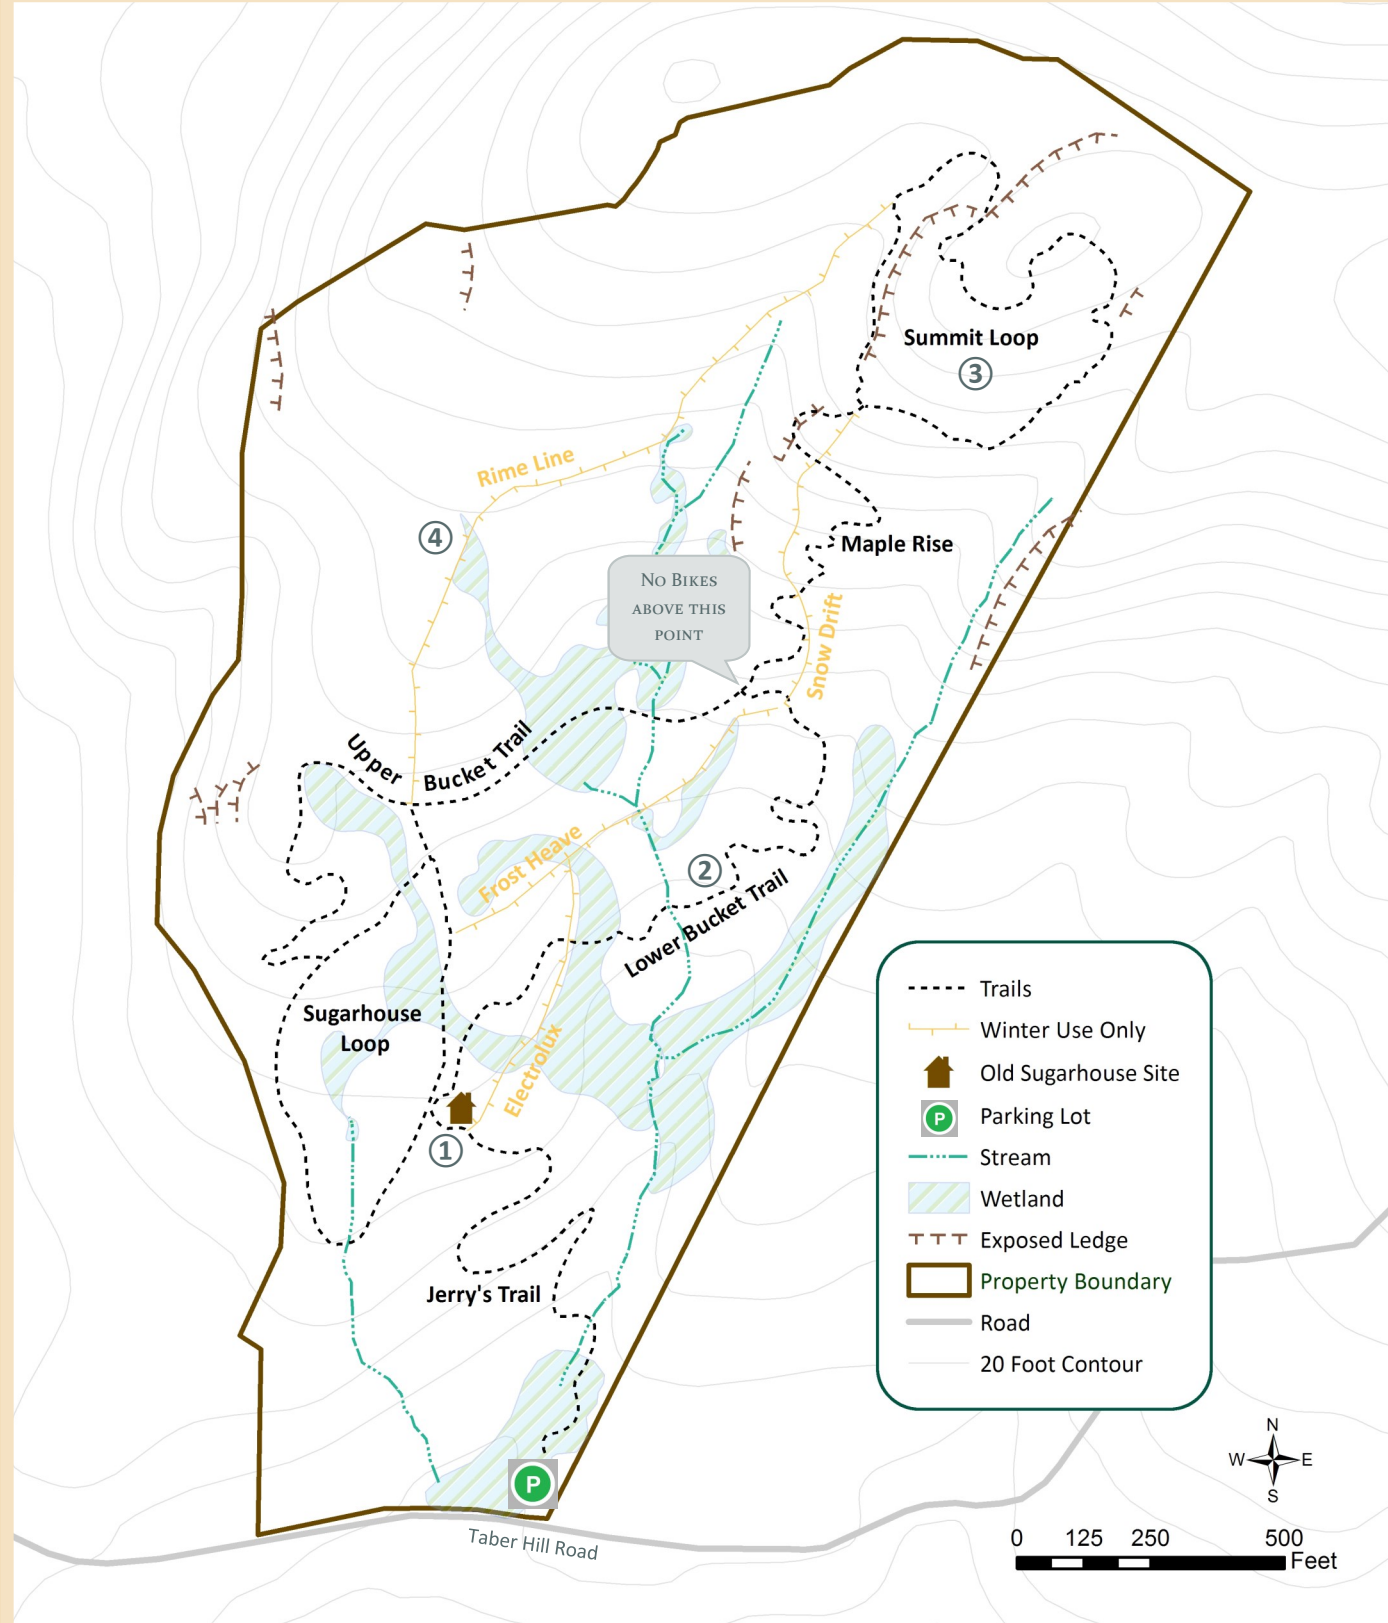 Summit Loop
③
Rime Line
④
Maple Rise
No Bikes
above this
point
Snow Drift
Upper Bucket Trail
Frost Heave
②
Lower Bucket Trail
Sugarhouse
Loop
Electrolux
①
Jerry's Trail
P
Taber Hill Road
Trails
Winter Use Only
Old Sugarhouse Site
P
Parking Lot
Stream
Wetland
Exposed Ledge
Property Boundary
Road
20 Foot Contour
N
W E
S
0 125 250 500
Feet